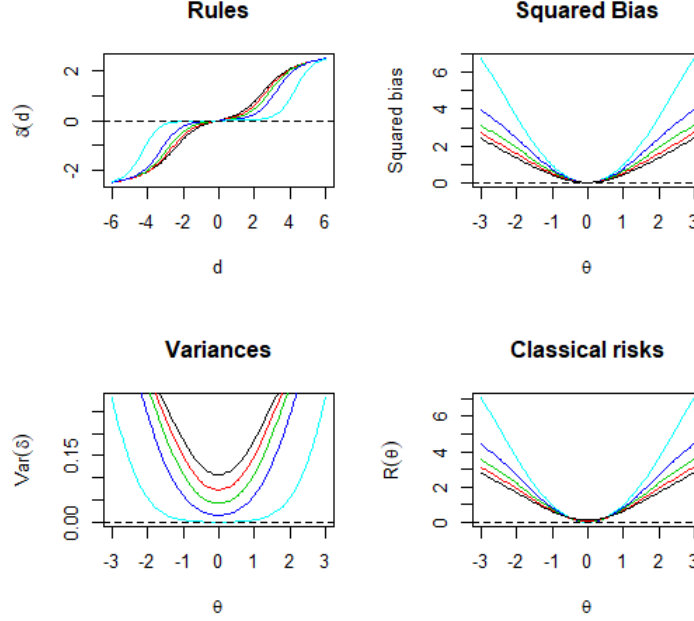 Rules
δ(d)
2
0
-2
-6 -4 -2 0 2 4 6
d
Squared Bias
Squared bias
6
4
2
0
-3 -2 -1 0 1 2 3
θ
Variances
Var(δ)
0.15
0.00
-3 -2 -1 0 1 2 3
θ
Classical risks
R(θ)
6
4
2
0
-3 -2 -1 0 1 2 3
θ